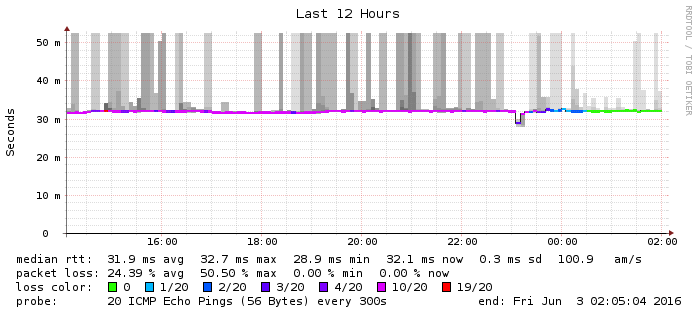 Last 12 Hours
RRDTOOL / TOBI OETIKER
Seconds
50 m
40 m
30 m
20 m
10 m
0
16:00 18:00 20:00 22:00 00:00 02:00
median rtt: 31.9 ms avg 32.7 ms max 28.9 ms min 32.1 ms now 0.3 ms sd 100.9 am/s
packet loss: 24.39 % avg 50.50 % max 0.00 % min 0.00 % now
loss color: 0 1/20 2/20 3/20 4/20 10/20 19/20
probe: 20 ICMP Echo Pings (56 Bytes) every 300s end: Fri Jun 3 02:05:04 2016